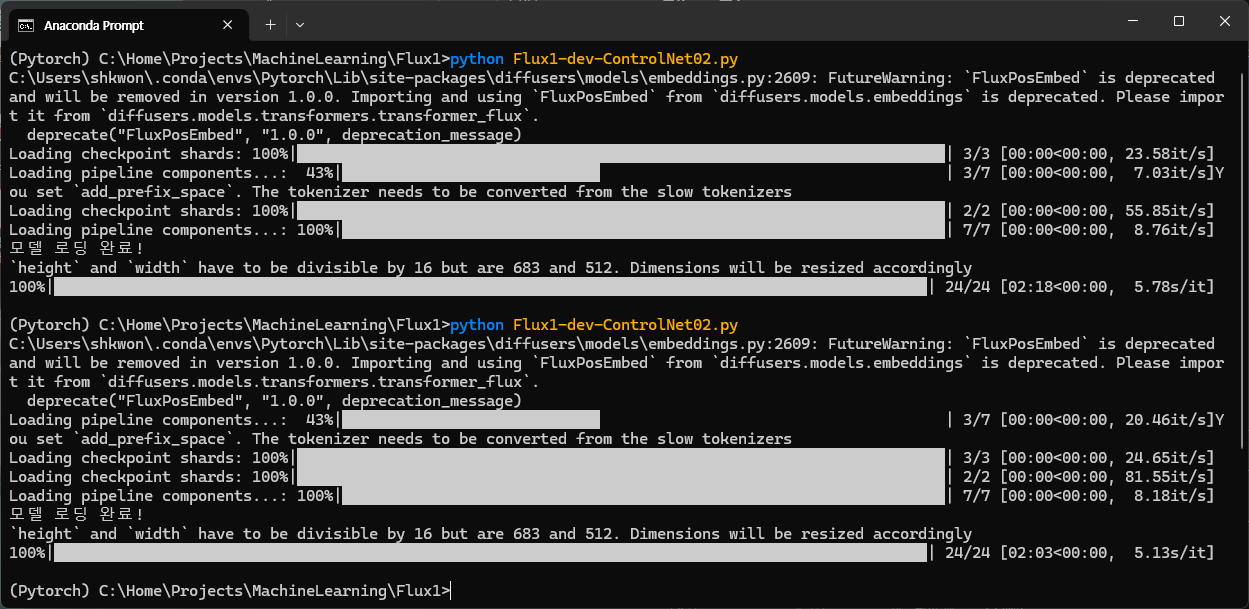 Anaconda Prompt
(Pytorch) C:\Home\Projects\MachineLearning\Flux1>python Flux1-dev-ControlNet02.py
C:\Users\shkwon\.conda\envs\Pytorch\Lib\site-packages\diffusers\models\embeddings.py:2609: FutureWarning: `FluxPosEmbed` is deprecated
and will be removed in version 1.0.0. Importing and using `FluxPosEmbed` from `diffusers.models.embeddings` is deprecated. Please impor
t it from `diffusers.models.transformers.transformer_flux`.
  deprecate("FluxPosEmbed", "1.0.0", deprecation_message)
Loading checkpoint shards: 100%| | 3/3 [00:00<00:00, 23.58it/s]
Loading pipeline components...:  43%| | 3/7 [00:00<00:00,  7.03it/s]Y
ou set `add_prefix_space`. The tokenizer needs to be converted from the slow tokenizers
Loading checkpoint shards: 100%| | 2/2 [00:00<00:00, 55.85it/s]
Loading pipeline components...: 100%| | 7/7 [00:00<00:00,  8.76it/s]
모델 로딩 완료!
`height` and `width` have to be divisible by 16 but are 683 and 512. Dimensions will be resized accordingly
100%| | 24/24 [02:18<00:00,  5.78s/it]
(Pytorch) C:\Home\Projects\MachineLearning\Flux1>python Flux1-dev-ControlNet02.py
C:\Users\shkwon\.conda\envs\Pytorch\Lib\site-packages\diffusers\models\embeddings.py:2609: FutureWarning: `FluxPosEmbed` is deprecated
and will be removed in version 1.0.0. Importing and using `FluxPosEmbed` from `diffusers.models.embeddings` is deprecated. Please impor
t it from `diffusers.models.transformers.transformer_flux`.
  deprecate("FluxPosEmbed", "1.0.0", deprecation_message)
Loading pipeline components...:  43%| | 3/7 [00:00<00:00, 20.46it/s]Y
ou set `add_prefix_space`. The tokenizer needs to be converted from the slow tokenizers
Loading checkpoint shards: 100%| | 3/3 [00:00<00:00, 24.65it/s]
Loading checkpoint shards: 100%| | 2/2 [00:00<00:00, 81.55it/s]
Loading pipeline components...: 100%| | 7/7 [00:00<00:00,  8.18it/s]
모델 로딩 완료!
`height` and `width` have to be divisible by 16 but are 683 and 512. Dimensions will be resized accordingly
100%| | 24/24 [02:03<00:00,  5.13s/it]
(Pytorch) C:\Home\Projects\MachineLearning\Flux1>